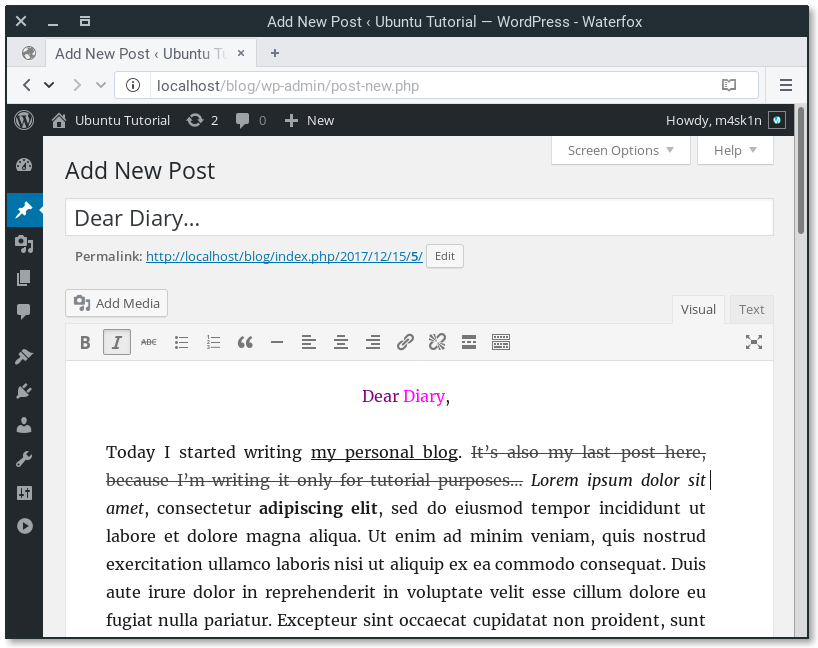 Add New Post ‹ Ubuntu Tutorial — WordPress - Waterfox
Add New Post ‹ Ubuntu Tu
localhost/blog/wp-admin/post-new.php
Ubuntu Tutorial 2 0 New Howdy, m4sk1n
Screen Options Help
Add New Post
Dear Diary...
Permalink: http://localhost/blog/index.php/2017/12/15/5/ Edit
Add Media
Visual Text
B I ABC
Dear Diary,
Today I started writing my personal blog. It’s also my last post here,
because I’m writing it only for tutorial purposes... Lorem ipsum dolor sit
amet, consectetur adipiscing elit, sed do eiusmod tempor incididunt ut
labore et dolore magna aliqua. Ut enim ad minim veniam, quis nostrud
exercitation ullamco laboris nisi ut aliquip ex ea commodo consequat. Duis
aute irure dolor in reprehenderit in voluptate velit esse cillum dolore eu
fugiat nulla pariatur. Excepteur sint occaecat cupidatat non proident, sunt